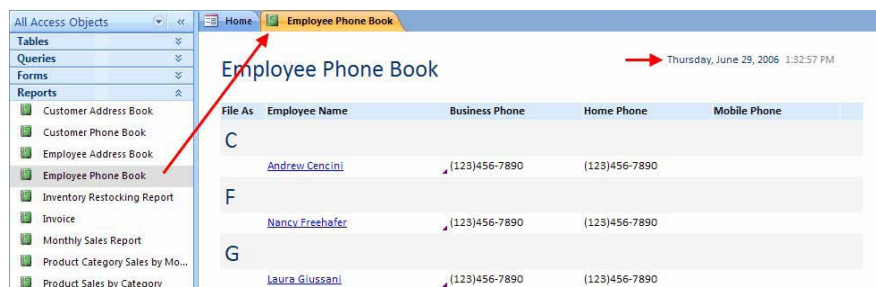 All Access Objects
Tables
Queries
Forms
Reports
Customer Address Book
Customer Phone Book
Employee Address Book
Employee Phone Book
Inventory Restocking Report
Invoice
Monthly Sales Report
Product Category Sales by Mo...
Product Sales by Category
Home Employee Phone Book
Employee Phone Book
Thursday, June 29, 2006 1:32:57 PM
File As Employee Name Business Phone Home Phone Mobile Phone
C
Andrew Cencini (123)456-7890 (123)456-7890
F
Nancy Freehafer (123)456-7890 (123)456-7890
G
Laura Giussani (123)456-7890 (123)456-7890